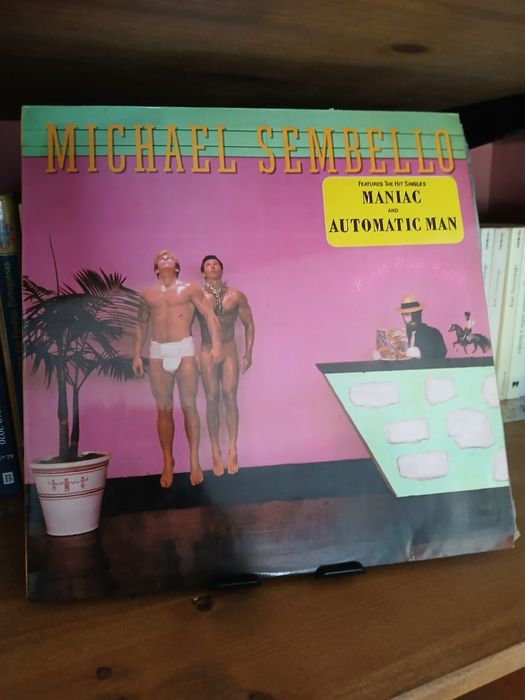 MICHAEL SEMBELLO
FEATURES THE HIT SINGLES
MANIAC
AND
AUTOMATIC MAN